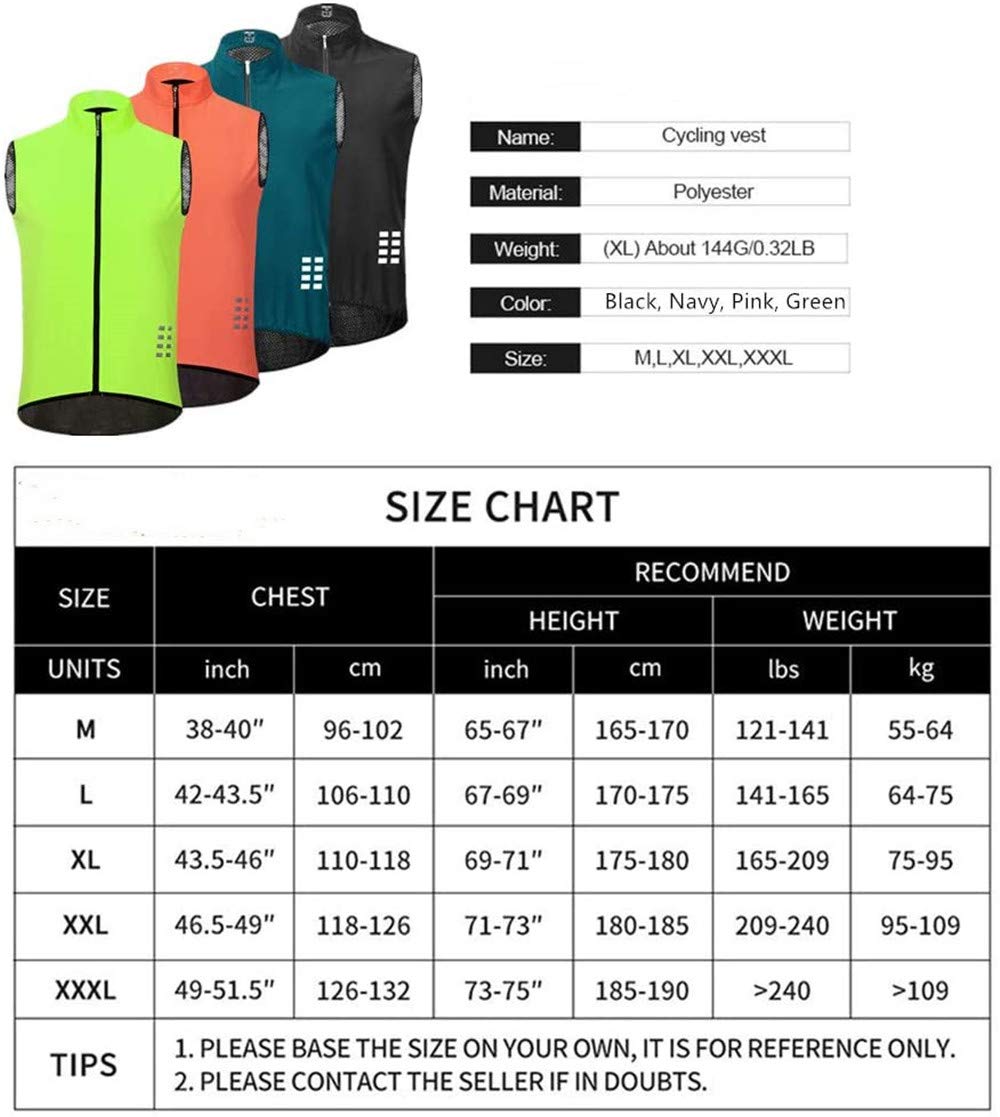 Name: Cycling vest
Material: Polyester
Weight: (XL) About 144G/0.32LB
Color: Black, Navy, Pink, Green
Size: M,L,XL,XXL,XXXL
SIZE CHART
SIZE CHEST RECOMMEND
HEIGHT WEIGHT
UNITS inch cm inch cm lbs kg
M 38-40" 96-102 65-67" 165-170 121-141 55-64
L 42-43.5" 106-110 67-69" 170-175 141-165 64-75
XL 43.5-46" 110-118 69-71" 175-180 165-209 75-95
XXL 46.5-49" 118-126 71-73" 180-185 209-240 95-109
XXXL 49-51.5" 126-132 73-75" 185-190 >240 >109
TIPS 1. PLEASE BASE THE SIZE ON YOUR OWN, IT IS FOR REFERENCE ONLY.
2. PLEASE CONTACT THE SELLER IF IN DOUBTS.